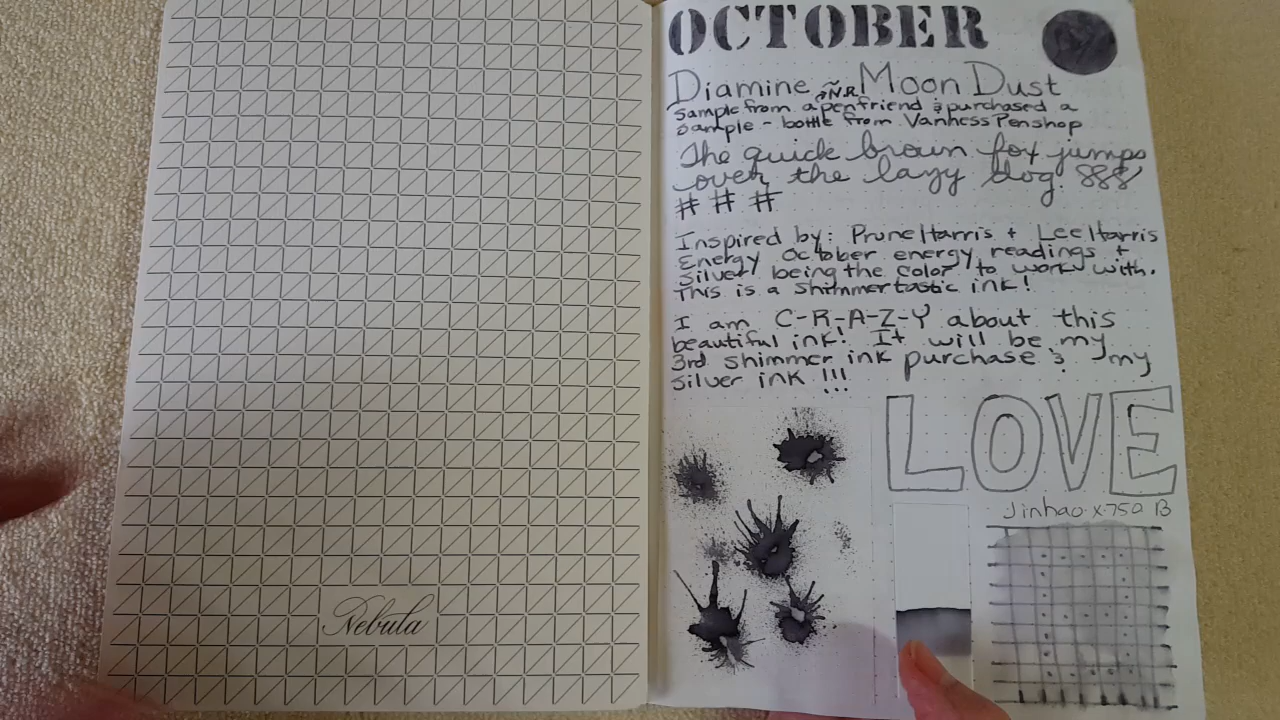 Nebula
OCTOBER
Diamine Moon Dust
Sample from a penfriend & purchased a
sample - bottle from Vanness Penshop
The quick brown fox jumps
over the lazy dog. 888
# # #
Inspired by: Prune Harris + Lee Harris
Energy October energy readings +
Silver being the color to work with.
This is a shimmertastic ink!
I am C-R-A-Z-Y about this
beautiful ink! It will be my
3rd shimmer ink purchase & my
silver ink !!!
LOVE
Jinhao X-750 B